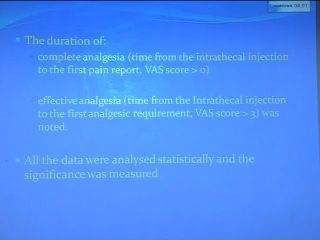 The duration of:
complete analgesia (time from the intrathecal injection
to the first pain report, VAS score > 0)
effective analgesia (time from the Intrathecal injection
to the first analgesic requirement, VAS score > 3) was
noted.
All the data were analysed statistically and the
significance was measured